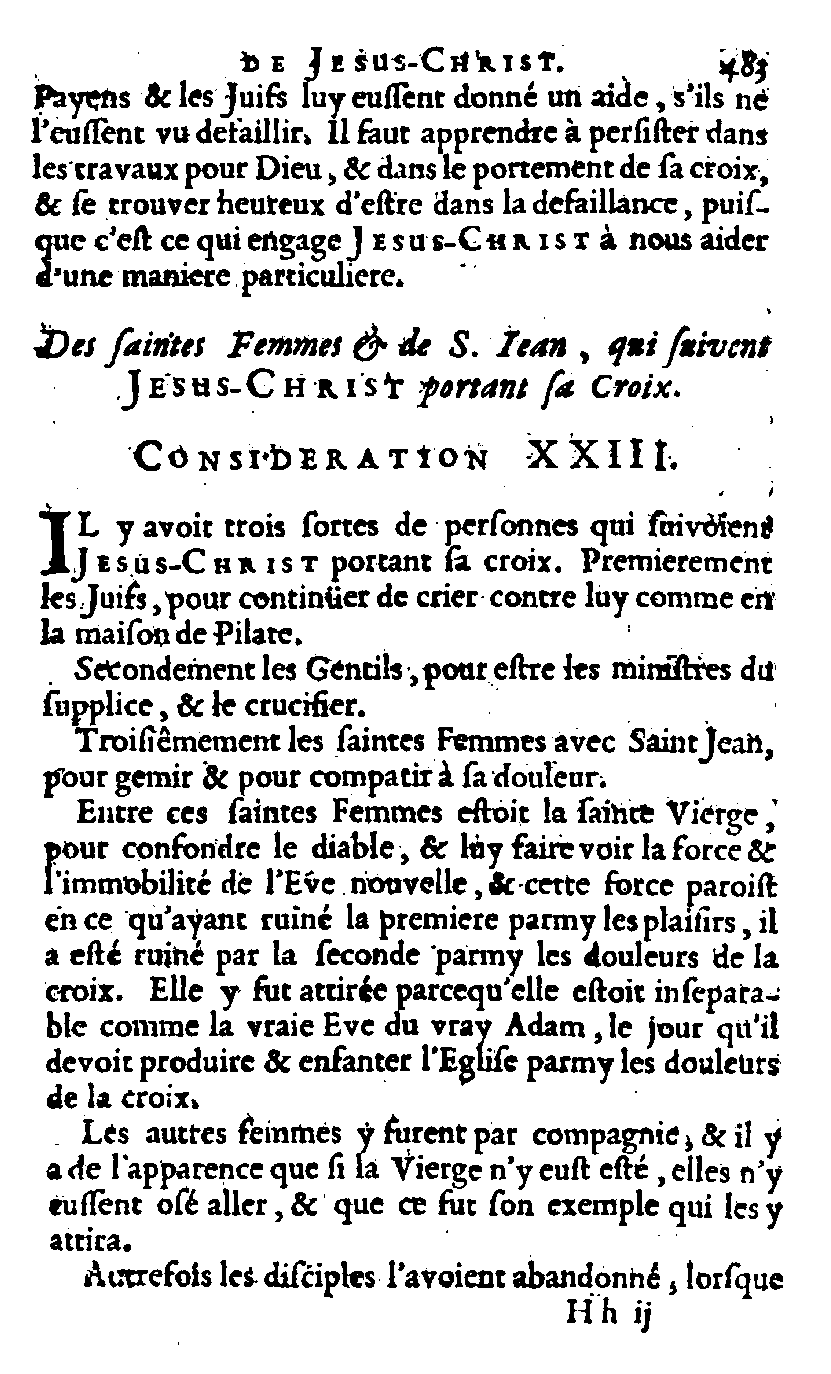 DE JESUS-CHRIST. 483
Payens & les Juifs luy euſſent donné un aide, s'ils ne
l'euſſent vu defaillir. Il faut apprendre à perſiſter dans
les travaux pour Dieu, & dans le portement de ſa croix,
& ſe trouver heureux d'eſtre dans la defaillance, puiſ-
que c'eſt ce qui engage JESUS-CHRIST à nous aider
d'une maniere particuliere.
Des ſaintes Femmes & de S. Iean, qui ſuivent
JESUS-CHRIST portant ſa Croix.
CONSIDERATION XXIII.
IL y avoit trois ſortes de perſonnes qui ſuivoient
JESUS-CHRIST portant ſa croix. Premierement
les Juifs, pour continüer de crier contre luy comme en
la maiſon de Pilate.
Secondement les Gentils, pour eſtre les miniſtres du
ſupplice, & le crucifier.
Troiſiêmement les ſaintes Femmes avec Saint Jean,
pour gemir & pour compatir à ſa douleur.
Entre ces ſaintes Femmes eſtoit la ſainte Vierge,
pour confondre le diable, & luy faire voir la force &
l'immobilité de l'Eve nouvelle, & cette force paroiſt
en ce qu'ayant ruiné la premiere parmy les plaiſirs, il
a eſté ruiné par la ſeconde parmy les douleurs de la
croix. Elle y fut attirée parcequ'elle eſtoit inſepara-
ble comme la vraie Eve du vray Adam, le jour qu'il
devoit produire & enfanter l'Egliſe parmy les douleurs
de la croix.
Les autres femmes y furent par compagnie, & il y
a de l'apparence que ſi la Vierge n'y euſt eſté, elles n'y
euſſent oſé aller, & que ce fut ſon exemple qui les y
attira.
Autrefois les diſciples l'avoient abandonné, lorſque
Hh ij